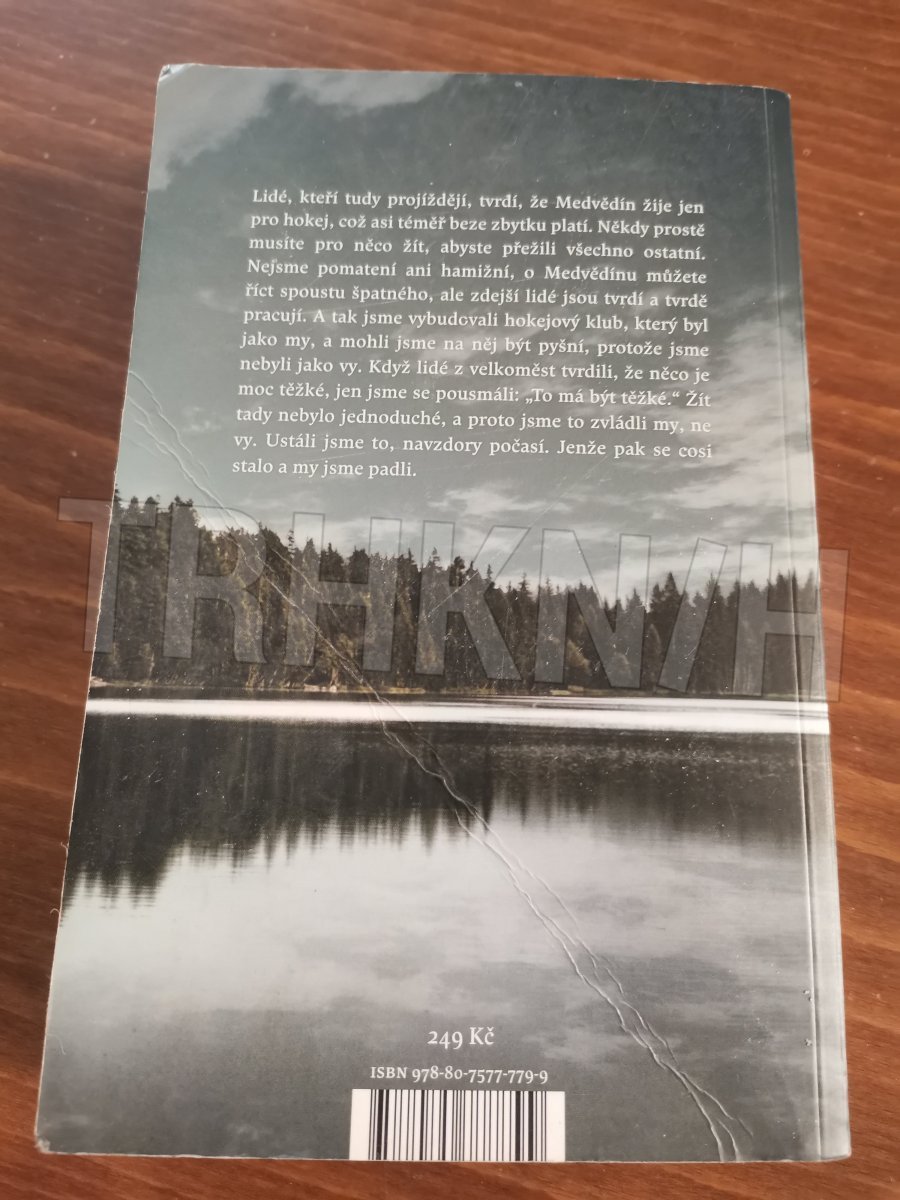 Lidé, kteří tudy projíždějí, tvrdí, že Medvědín žije jen
pro hokej, což asi téměř beze zbytku platí. Někdy prostě
musíte pro něco žít, abyste přežili všechno ostatní.
Nejsme pomatení ani hamižní, o Medvědínu můžete
říct spoustu špatného, ale zdejší lidé jsou tvrdí a tvrdě
pracují. A tak jsme vybudovali hokejový klub, který byl
jako my, a mohli jsme na něj být pyšní, protože jsme
nebyli jako vy. Když lidé z velkoměst tvrdili, že něco je
moc těžké, jen jsme se pousmáli: „To má být těžké.“ Žít
tady nebylo jednoduché, a proto jsme to zvládli my, ne
vy. Ustáli jsme to, navzdory počasí. Jenže pak se cosi
stalo a my jsme padli.
TRHKN/H
249 Kč
ISBN 978-80-7577-779-9